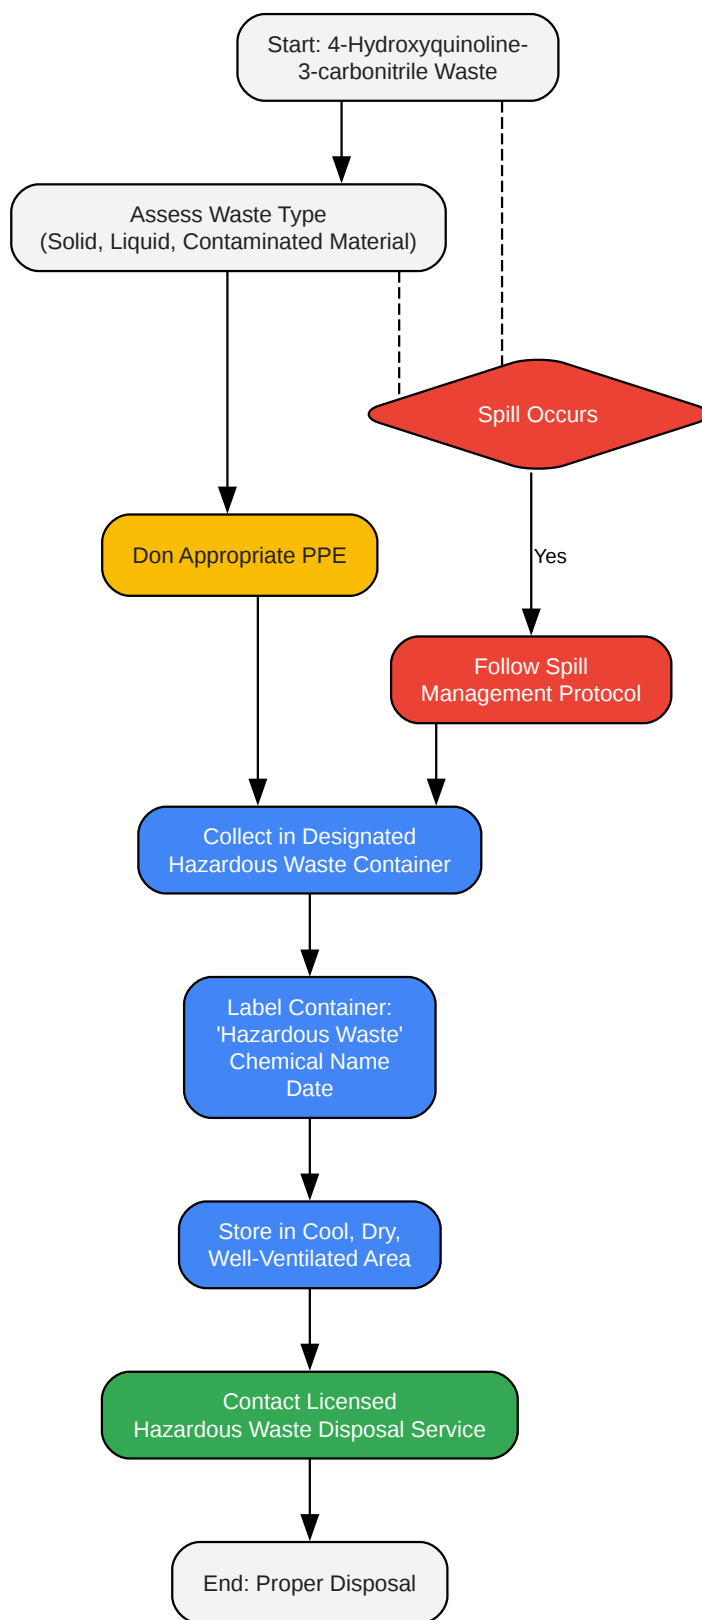 Start: 4-Hydroxyquinoline-
3-carbonitrile Waste
Assess Waste Type
(Solid, Liquid, Contaminated Material)
Spill Occurs
Don Appropriate PPE
Yes
Follow Spill
Management Protocol
Collect in Designated
Hazardous Waste Container
Label Container:
'Hazardous Waste'
Chemical Name
Date
Store in Cool, Dry,
Well-Ventilated Area
Contact Licensed
Hazardous Waste Disposal Service
End: Proper Disposal